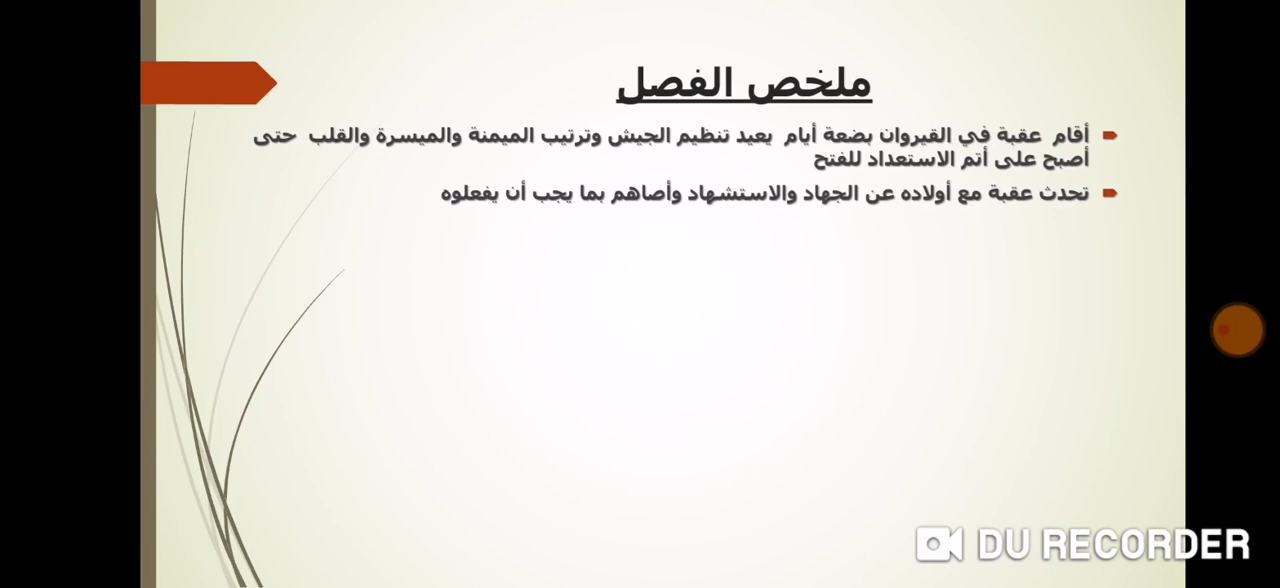 ملخص الفصل
أقام عقبة في القيروان بضعة أيام يعيد تنظيم الجيش وترتيب الميمنة والميسرة والقلب حتى
أصبح على أتم الاستعداد للفتح
تحدث عقبة مع أولاده عن الجهاد والاستشهاد وأصاهم بما يجب أن يفعلوه
DU RECORDER